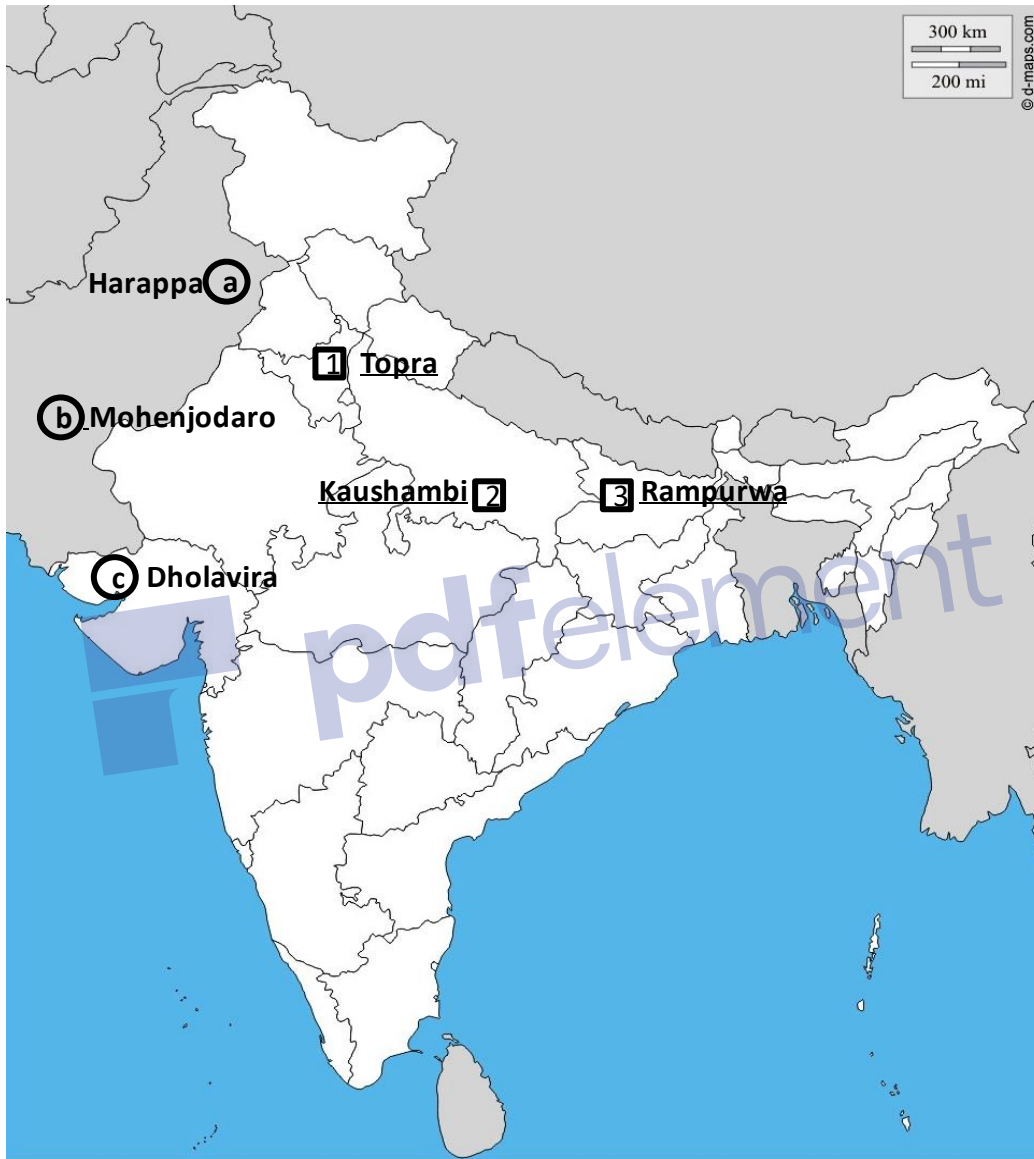 300 km
200 mi
© d-maps.com
Harappa a
1 Topra
b Mohenjodaro
Kaushambi 2
3 Rampurwa
c Dholavira
pdfelement